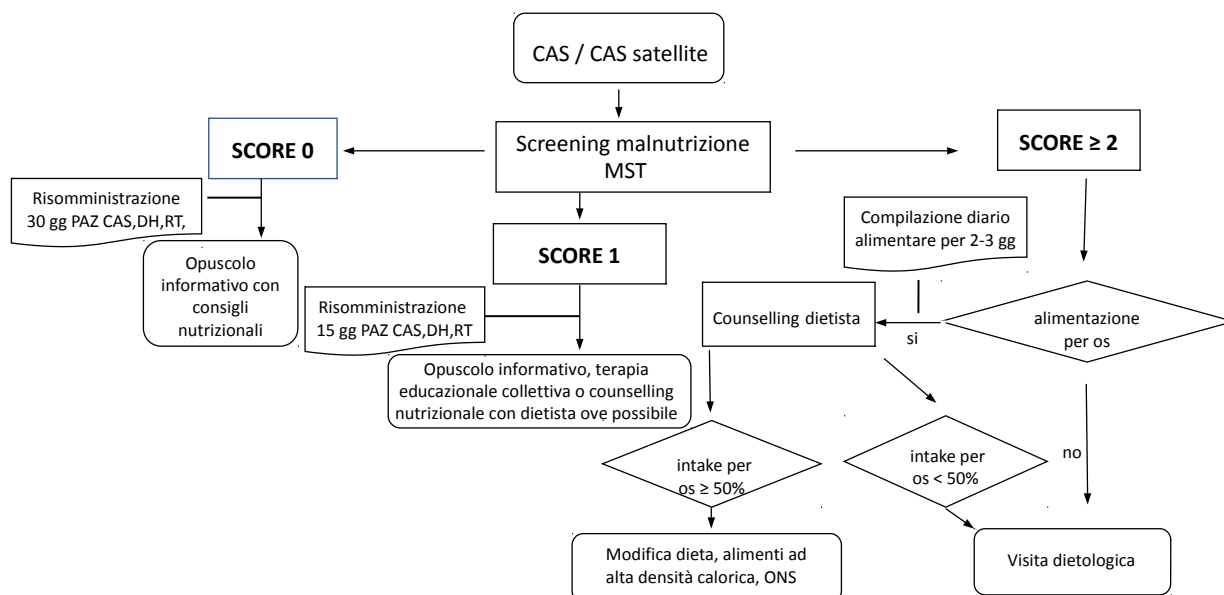 CAS / CAS satellite
Screening malnutrizione
MST
SCORE 0
Risomministrazione
30 gg PAZ CAS,DH,RT,
Opuscolo
informativo con
consigli
nutrizionali
SCORE 1
Risomministrazione
15 gg PAZ CAS,DH,RT
Opuscolo informativo, terapia
educazionale collettiva o counselling
nutrizionale con dietista ove possibile
SCORE ≥ 2
Compilazione diario
alimentare per 2-3 gg
alimentazione
per os
si
Counselling dietista
intake per
os ≥ 50%
intake per
os < 50%
no
Modifica dieta, alimenti ad
alta densità calorica, ONS
Visita dietologica